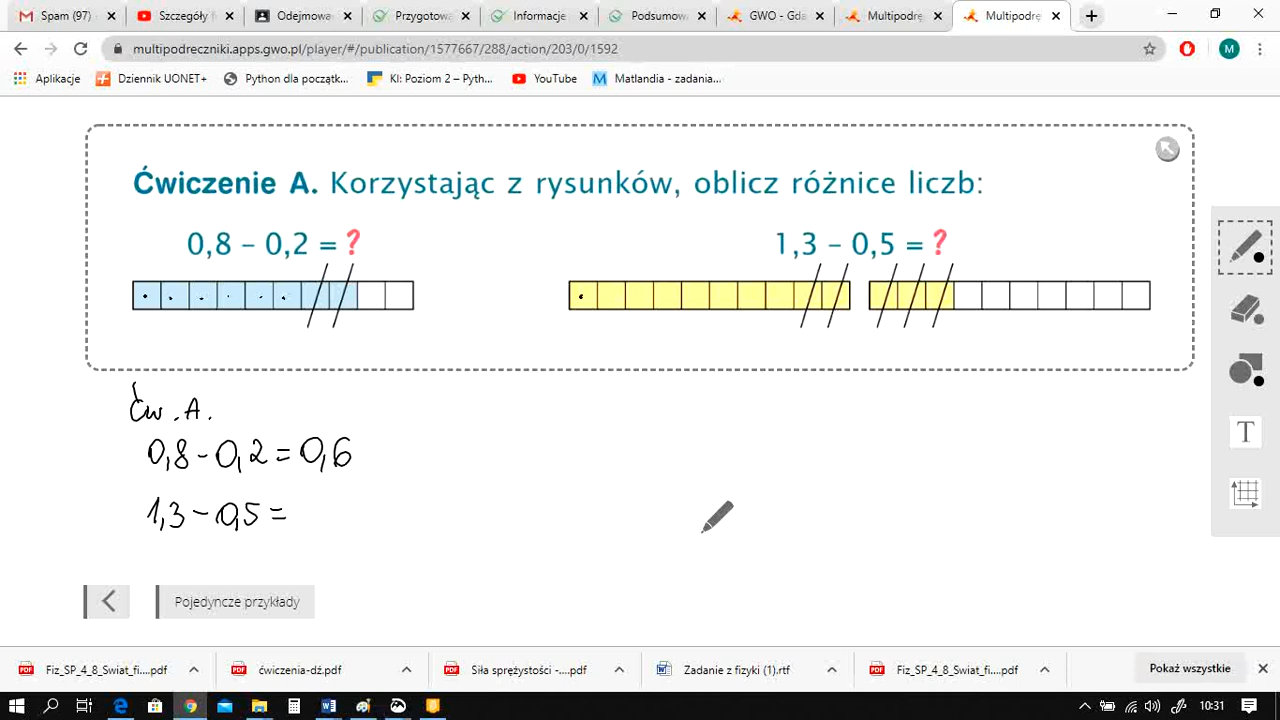 Spam (97)
Szczegóły f
Odejmowa
Przygotowa
Informacje
Podsumow
GWO - Gda
Multipodrę
Multipodrę
multipodreczniki.apps.gwo.pl/player/#/publication/1577667/288/action/203/0/1592
M
Aplikacje
Dziennik UONET+
Python dla początk...
KI: Poziom 2 – Pyth...
YouTube
Matlandia - zadania...
Ćwiczenie A. Korzystając z rysunków, oblicz różnice liczb:
0,8 – 0,2 = ?
1,3 – 0,5 = ?
Ćw. A.
0,8 - 0,2 = 0,6
1,3 - 0,5 =
T
Pojedyncze przykłady
Fiz_SP_4_8_Swiat_fi....pdf
ćwiczenia-dź.pdf
Siła sprężystości -....pdf
Zadanie z fizyki (1).rtf
Fiz_SP_4_8_Swiat_fi....pdf
Pokaż wszystkie
10:31